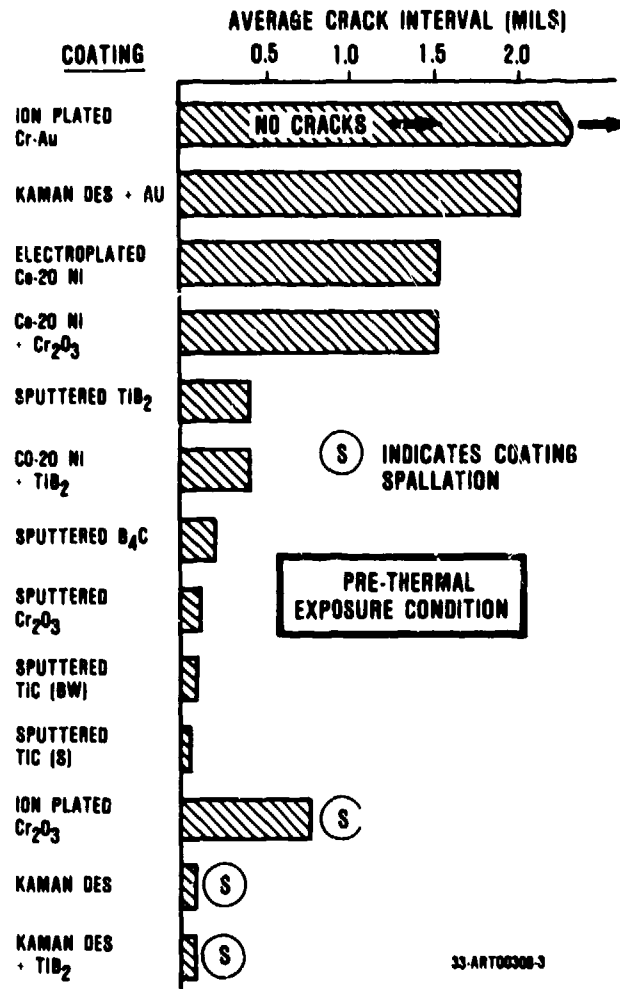 AVERAGE CRACK INTERVAL (MILS)
COATING
0.5 1.0 1.5 2.0
ION PLATED
Cr-Au
NO CRACKS
KAMAN DES + AU
ELECTROPLATED
Co-20 NI
Co-20 NI
+ Cr₂O₃
SPUTTERED TIB₂
CO-20 NI
+ TIB₂
S INDICATES COATING
SPALLATION
SPUTTERED B₄C
PRE-THERMAL
EXPOSURE CONDITION
SPUTTERED
Cr₂O₃
SPUTTERED
TIC (BW)
SPUTTERED
TIC (S)
ION PLATED
Cr₂O₃
S
KAMAN DES
S
KAMAN DES
+ TIB₂
S
33-ART00308-3